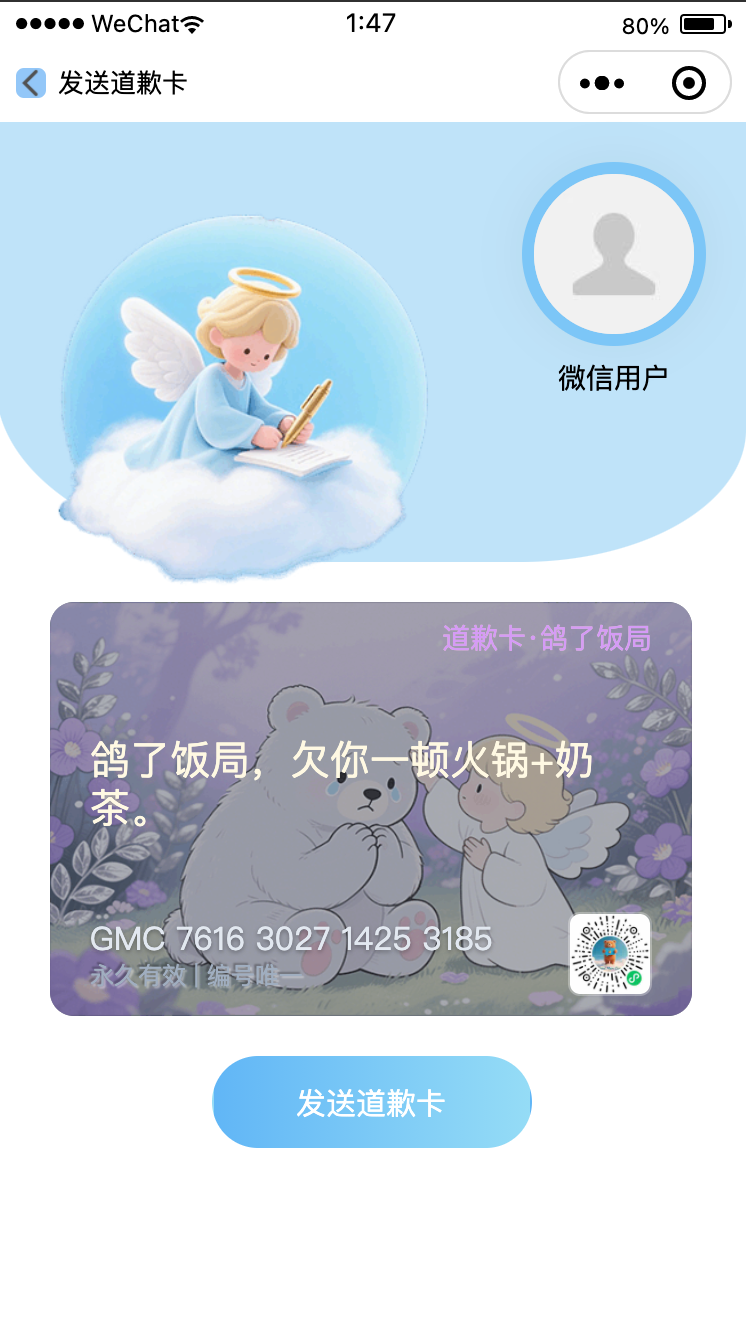 WeChat
1:47
80%
发送道歉卡
微信用户
道歉卡·鸽了饭局
鸽了饭局，欠你一顿火锅+奶
茶。
GMC 7616 3027 1425 3185
永久有效 | 编号唯一
发送道歉卡